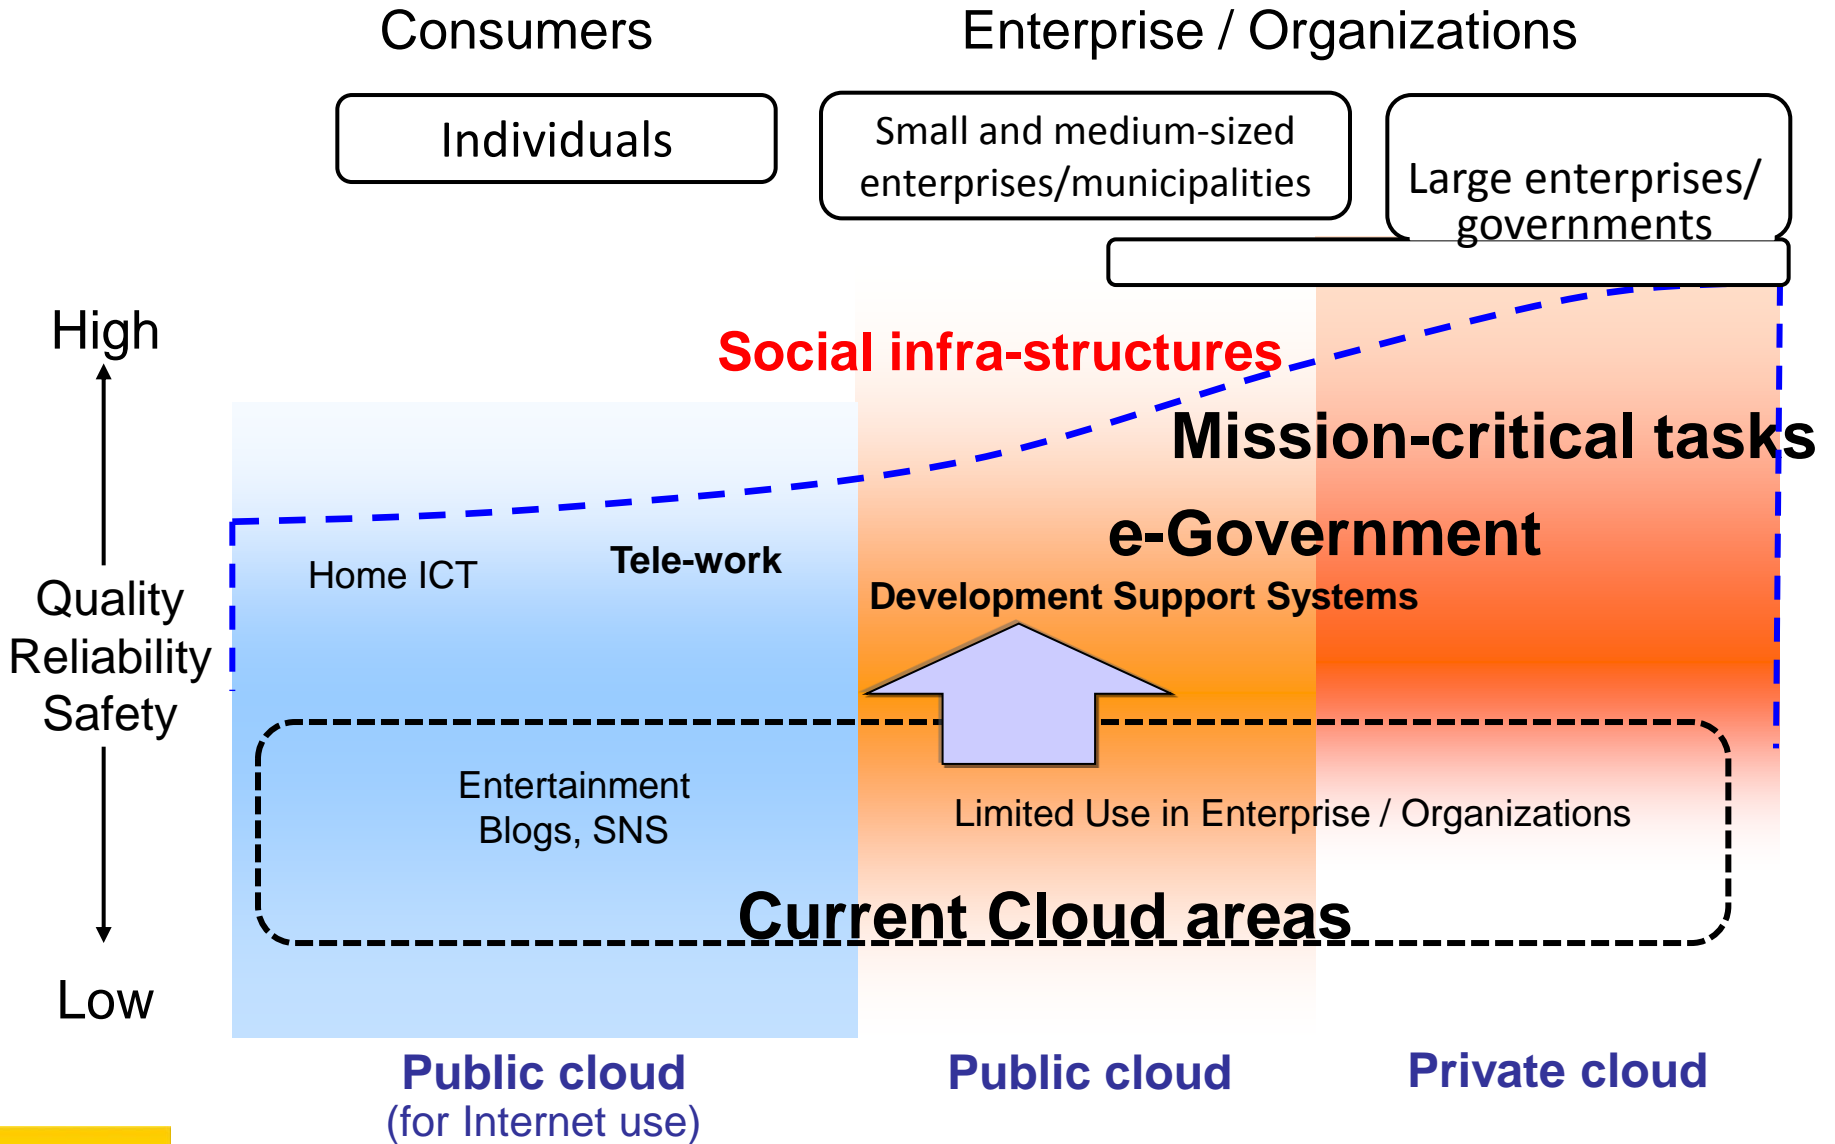 Consumers
Enterprise / Organizations
Individuals
Small and medium-sized
enterprises/municipalities
Large enterprises/
governments
High
Social infra-structures
Mission-critical tasks
e-Government
Home ICT
Tele-work
Development Support Systems
Quality
Reliability
Safety
Entertainment
Blogs, SNS
Limited Use in Enterprise / Organizations
Current Cloud areas
Low
Public cloud
(for Internet use)
Public cloud
Private cloud